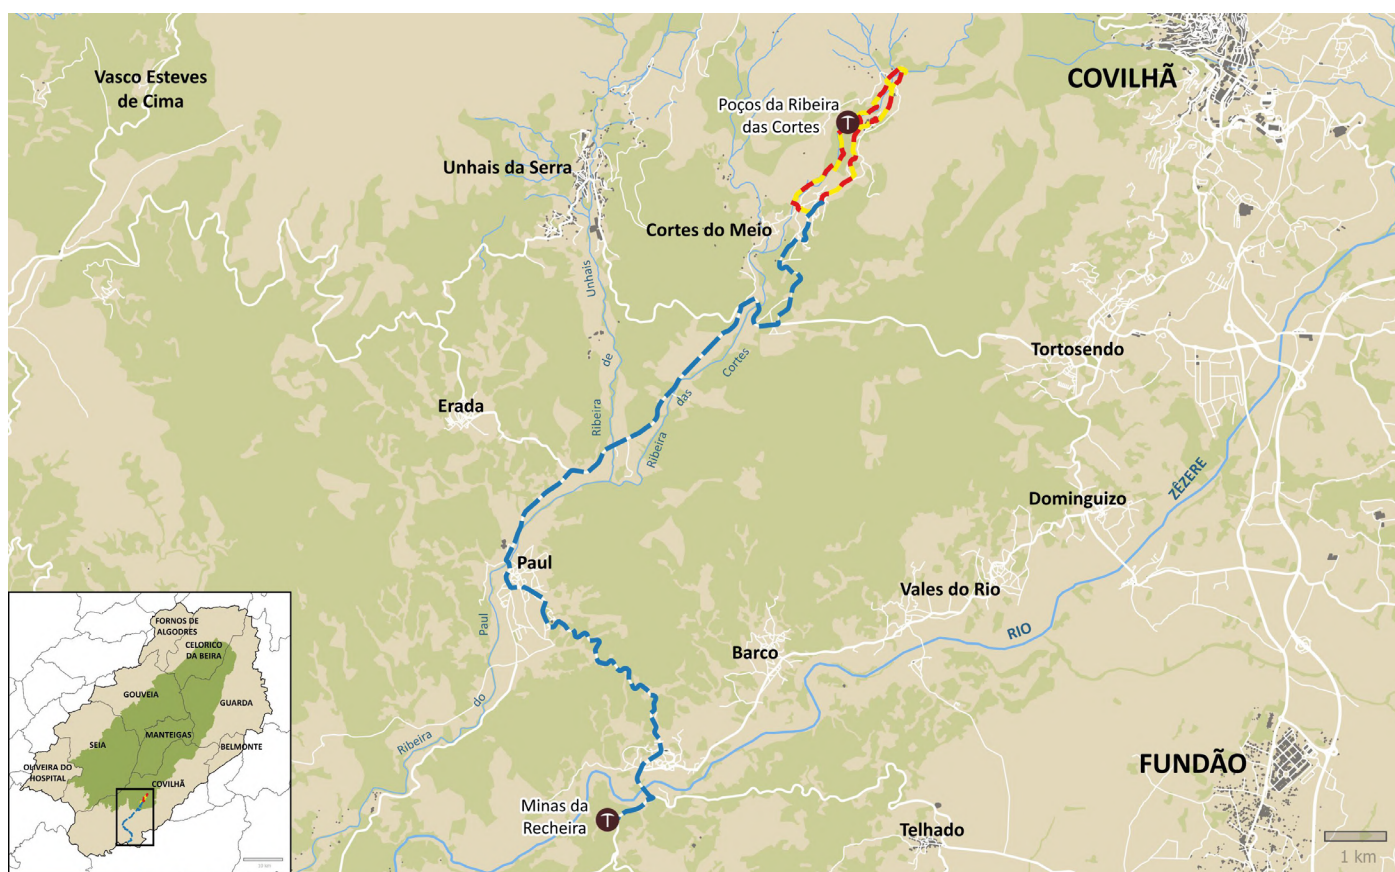 COVILHÃ
Vasco Esteves
de Cima
Poços da Ribeira
das Cortes
Unhais da Serra
Cortes do Meio
Unhais
de
Ribeira
Cortes
das
Ribeira
Tortosendo
Erada
ZÊZERE
Dominguizo
Paul
Vales do Rio
RIO
Barco
Paul
do
Ribeira
FUNDÃO
Minas da
Recheira
Telhado
1 km
FORNOS DE
ALGODRES
CELORICO
DA BEIRA
GOUVEIA
GUARDA
MANTEIGAS
SEIA
BELMONTE
OLIVEIRA DO
HOSPITAL
COVILHÃ
10 km